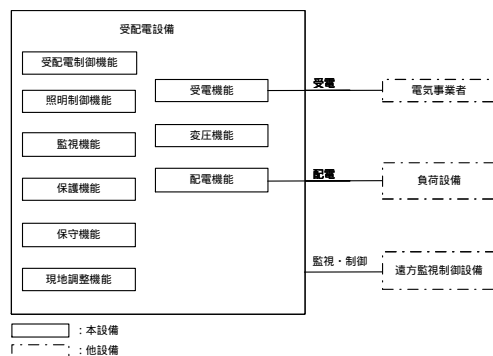 受配電設備
受配電制御機能
照明制御機能
監視機能
保護機能
保守機能
現地調整機能
受電機能
変圧機能
配電機能
受電
配電
監視・制御
電気事業者
負荷設備
遠方監視制御設備
：本設備
：他設備